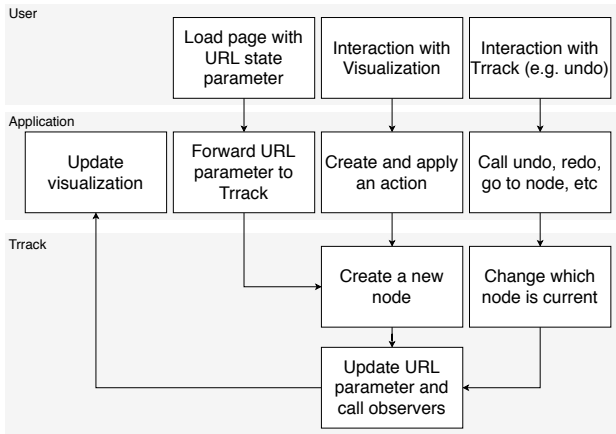 User
Load page with
URL state
parameter
Interaction with
Visualization
Interaction with
Trrack (e.g. undo)
Application
Update
visualization
Forward URL
parameter to
Trrack
Create and apply
an action
Call undo, redo,
go to node, etc
Trrack
Create a new
node
Change which
node is current
Update URL
parameter and
call observers